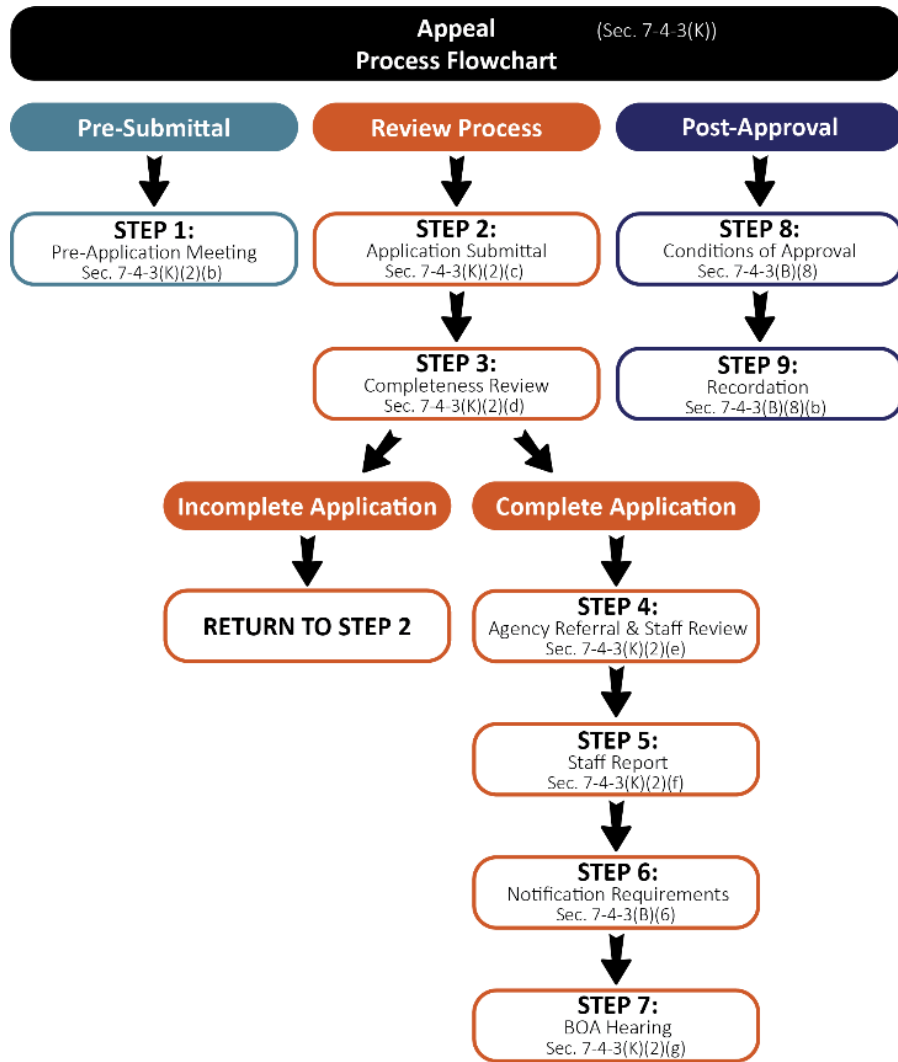 Appeal (Sec. 7-4-3(K))
Process Flowchart
Pre-Submittal
Review Process
Post-Approval
STEP 1:
Pre-Application Meeting
Sec. 7-4-3(K)(2)(b)
STEP 2:
Application Submittal
Sec. 7-4-3(K)(2)(c)
STEP 8:
Conditions of Approval
Sec. 7-4-3(B)(8)
STEP 3:
Completeness Review
Sec. 7-4-3(K)(2)(d)
STEP 9:
Recordation
Sec. 7-4-3(B)(8)(b)
Incomplete Application
Complete Application
RETURN TO STEP 2
STEP 4:
Agency Referral & Staff Review
Sec. 7-4-3(K)(2)(e)
STEP 5:
Staff Report
Sec. 7-4-3(K)(2)(f)
STEP 6:
Notification Requirements
Sec. 7-4-3(B)(6)
STEP 7:
BOA Hearing
Sec. 7-4-3(K)(2)(g)